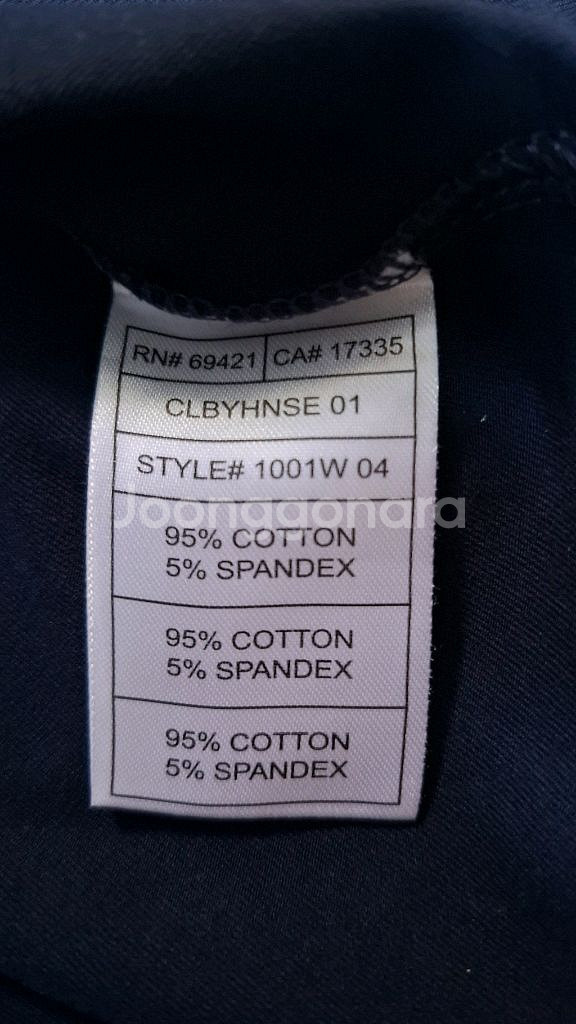 RN# 69421 CA# 17335
CLBYHNSE 01
STYLE# 1001W 04
Joonggonara
95% COTTON
5% SPANDEX
95% COTTON
5% SPANDEX
95% COTTON
5% SPANDEX